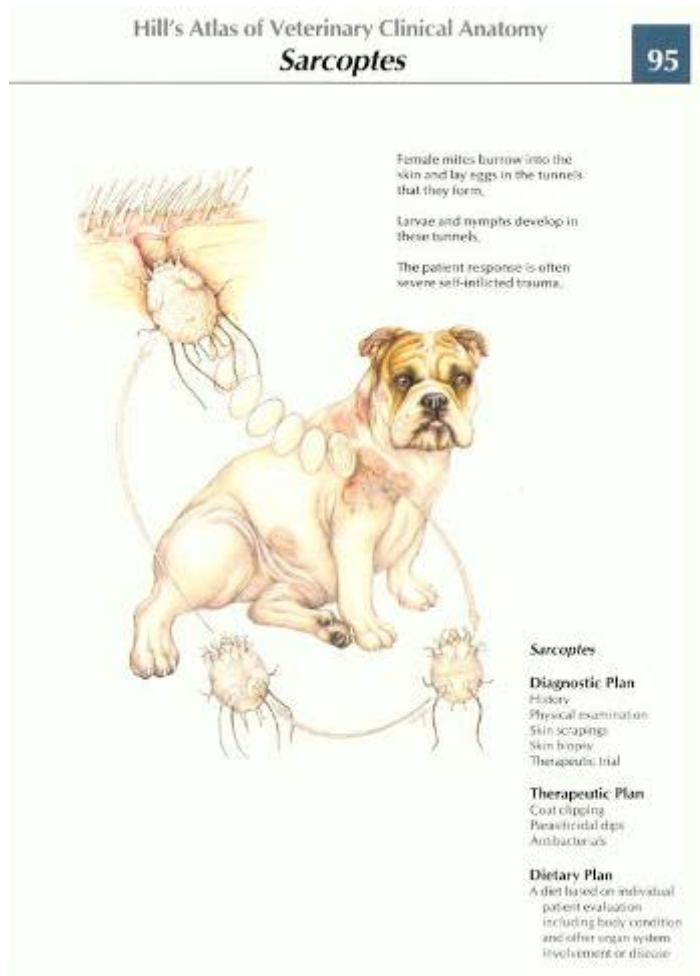 Hill's Atlas of Veterinary Clinical Anatomy
Sarcoptes
95
Female mites burrow into the
skin and lay eggs in the tunnels
that they form.
Larvae and nymphs develop in
these tunnels.
The patient response is often
severe self-inflicted trauma.
Sarcoptes
Diagnostic Plan
History
Physical examination
Skin scrapings
Skin biopsy
Therapeutic trial
Therapeutic Plan
Coat clipping
Parasiticidal dips
Antibacterials
Dietary Plan
A diet based on individual
patient evaluation
including body condition
and other organ system
involvement or disease